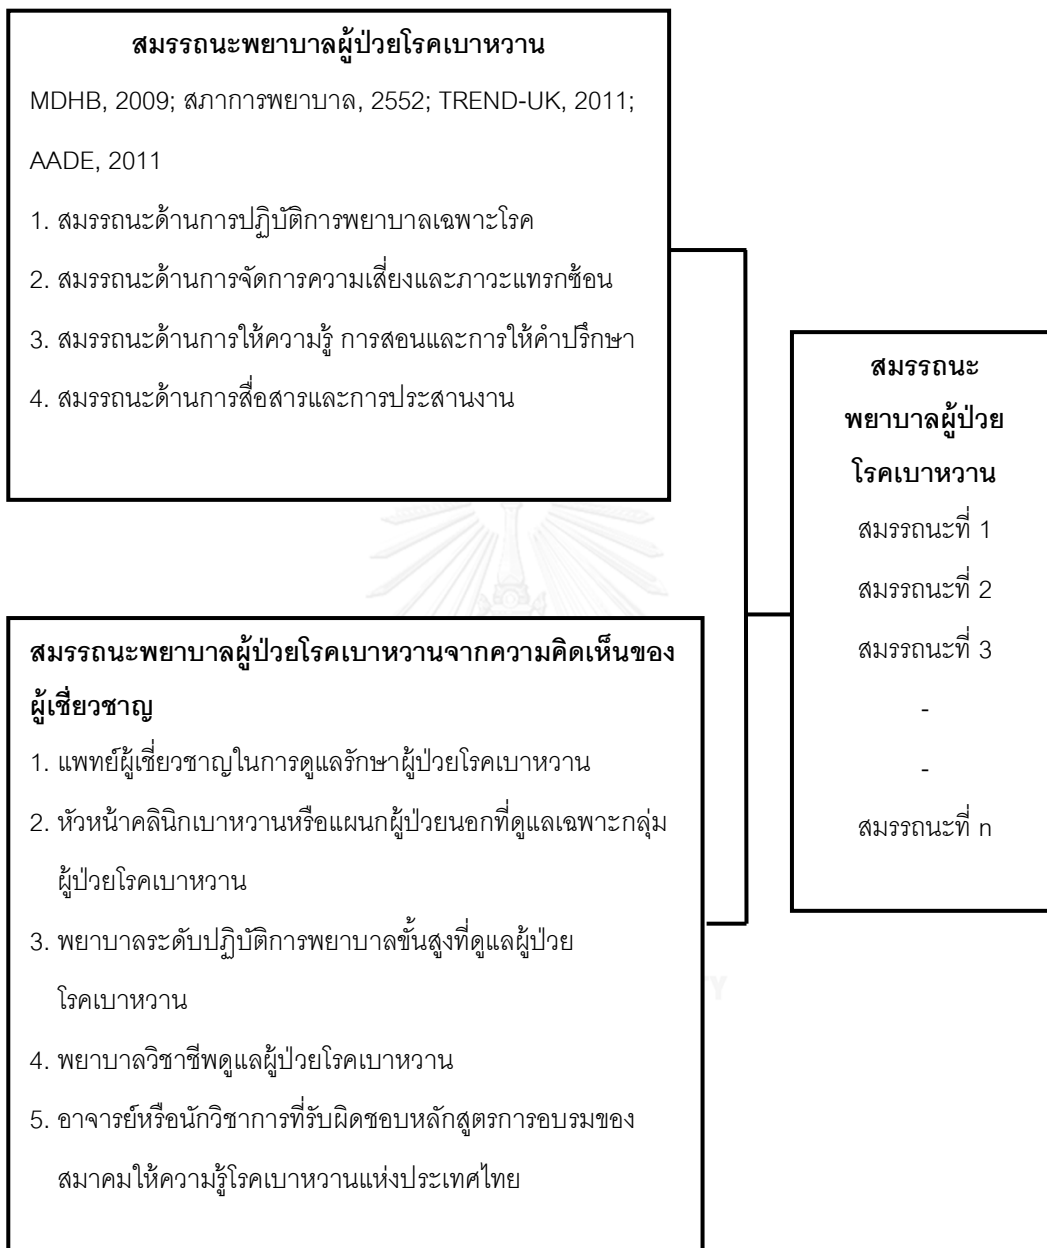 สมรรถนะพยาบาลผู้ป่วยโรคเบาหวาน
MDHB, 2009; สภาการพยาบาล, 2552; TREND-UK, 2011;
AADE, 2011
1. สมรรถนะด้านการปฏิบัติการพยาบาลเฉพาะโรค
2. สมรรถนะด้านการจัดการความเสี่ยงและภาวะแทรกซ้อน
3. สมรรถนะด้านการให้ความรู้ การสอนและการให้คำปรึกษา
4. สมรรถนะด้านการสื่อสารและการประสานงาน
สมรรถนะพยาบาลผู้ป่วยโรคเบาหวานจากความคิดเห็นของ
ผู้เชี่ยวชาญ
1. แพทย์ผู้เชี่ยวชาญในการดูแลรักษาผู้ป่วยโรคเบาหวาน
2. หัวหน้าคลินิกเบาหวานหรือแผนกผู้ป่วยนอกที่ดูแลเฉพาะกลุ่ม
ผู้ป่วยโรคเบาหวาน
3. พยาบาลระดับปฏิบัติการพยาบาลขั้นสูงที่ดูแลผู้ป่วย
โรคเบาหวาน
4. พยาบาลวิชาชีพดูแลผู้ป่วยโรคเบาหวาน
5. อาจารย์หรือนักวิชาการที่รับผิดชอบหลักสูตรการอบรมของ
สมาคมให้ความรู้โรคเบาหวานแห่งประเทศไทย
สมรรถนะ
พยาบาลผู้ป่วย
โรคเบาหวาน
สมรรถนะที่ 1
สมรรถนะที่ 2
สมรรถนะที่ 3
-
-
สมรรถนะที่ n